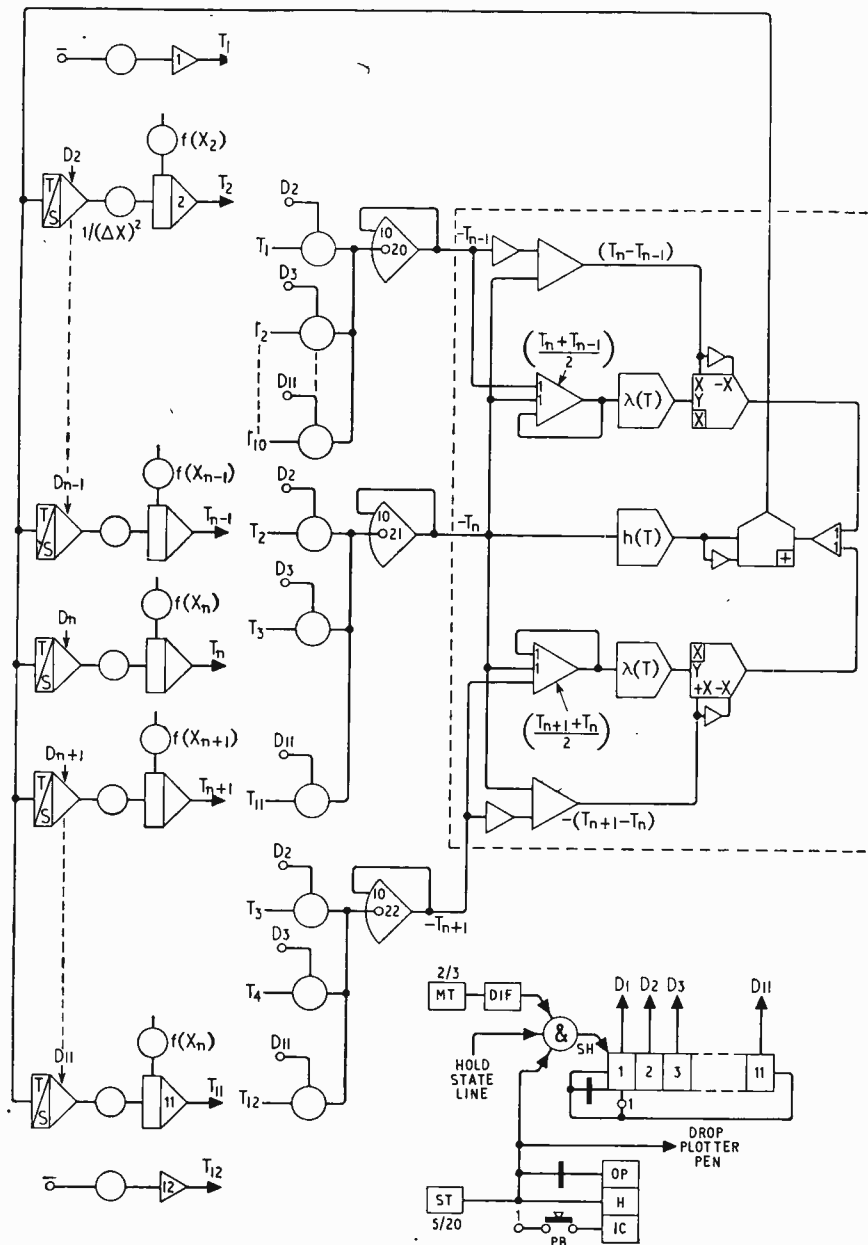 − 1 T1
D2 f(X2)
T/S 1/(ΔX)² 2 T2
D2
T1 10 20 −Tn-1 (Tn−Tn-1)
D3
T2
(Tn+Tn-1 / 2)
1 1 λ(T) X −X Y X
D11
T10
Dn-1 f(Xn-1)
T/S Tn-1
D2
T2 10 21 −Tn h(T) + 1 1
Dn f(Xn)
T/S Tn
D3
T3
1 1 λ(T) X Y +X −X
(Tn+1+Tn / 2)
Dn+1 f(Xn+1)
T/S Tn+1
D11
T11
−(Tn+1−Tn)
D2
T3 10 22 −Tn+1
D3
T4
D11 f(Xn)
T/S 11 T11
D11
T12
− 12 T12
2/3
MT DIF
& SH
HOLD
STATE
LINE
D1 D2 D3 D11
1 2 3 11
1
DROP
PLOTTER
PEN
ST
5/20
OP
H
IC
1
PB